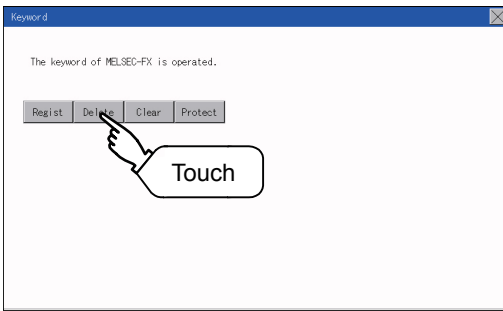 Keyword
The keyword of MELSEC-FX is operated.
Regist Delete Clear Protect
Touch